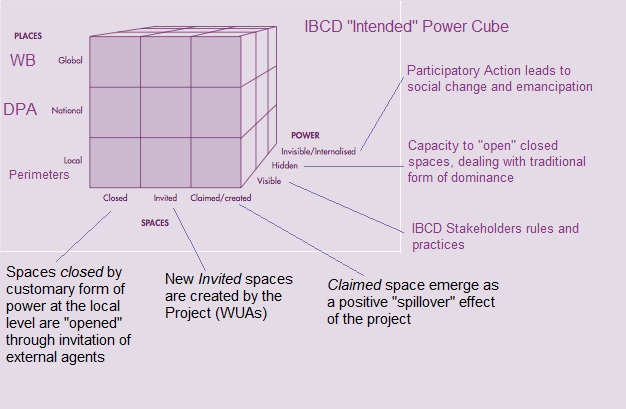 IBCD "Intended" Power Cube
PLACES
WB
Global
DPA
National
Local
Perimeters
Closed
Invited
Claimed/created
SPACES
POWER
Invisible/Internalised
Hidden
Visible
Participatory Action leads to
social change and emancipation
Capacity to "open" closed
spaces, dealing with traditional
form of dominance
IBCD Stakeholders rules and
practices
Spaces closed by
customary form of
power at the local
level are "opened"
through invitation of
external agents
New Invited spaces
are created by the
Project (WUAs)
Claimed space emerge as
a positive "spillover" effect
of the project